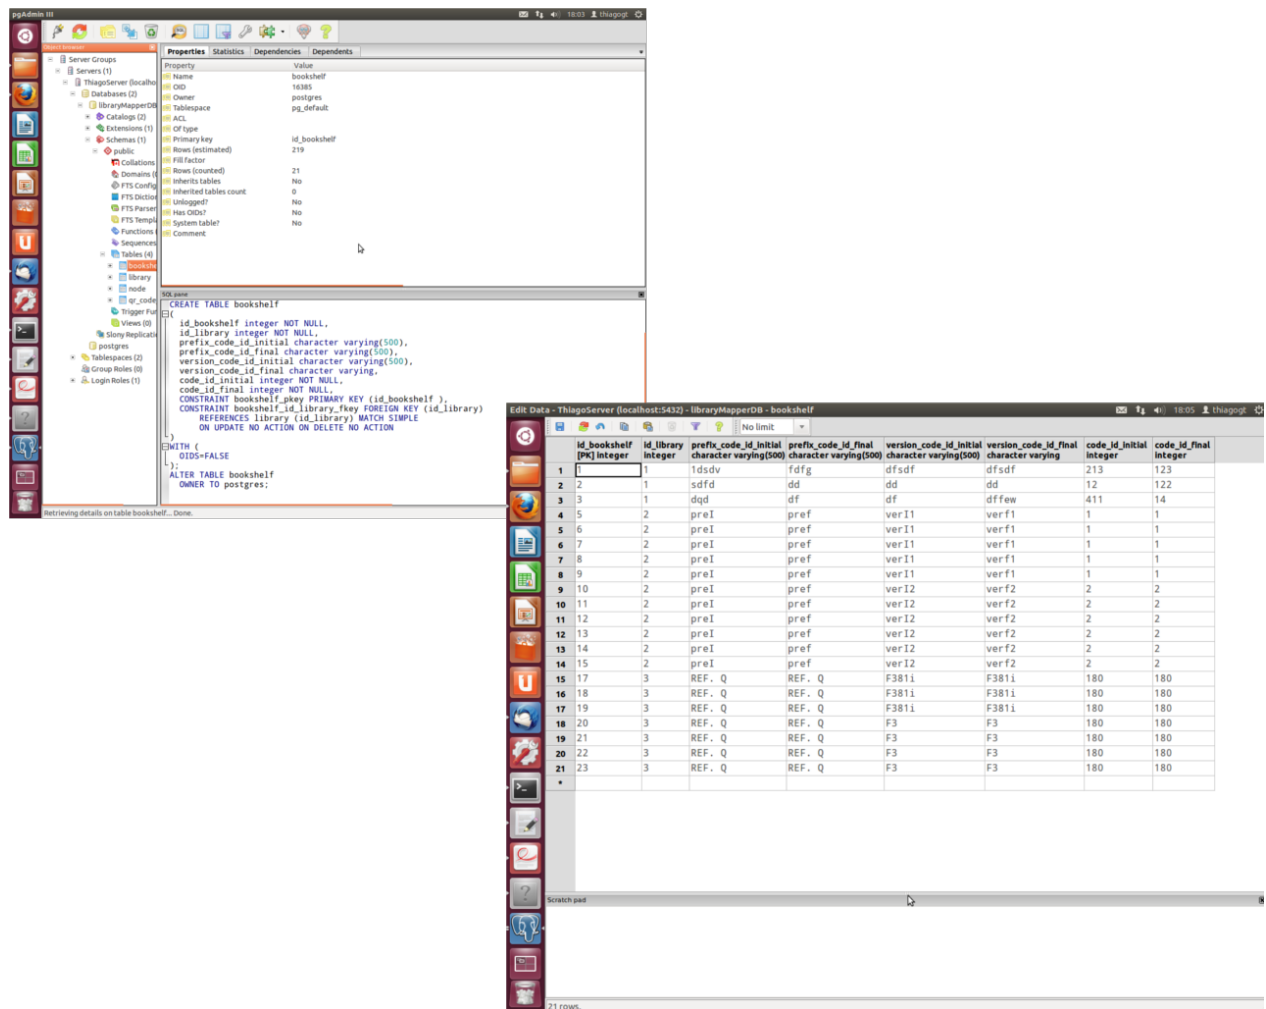 pgAdmin III 18:03 thiagogt
Object browser
Server Groups
Servers (1)
ThiagoServer (localho
Databases (2)
libraryMapperDB
Catalogs (2)
Extensions (1)
Schemas (1)
public
Collations
Domains (
FTS Config
FTS Diction
FTS Parser
FTS Templ
Functions
Sequences
Tables (4)
bookshe
library
node
qr_code
Trigger Fun
Views (0)
Slony Replicati
postgres
Tablespaces (2)
Group Roles (0)
Login Roles (1)
Properties Statistics Dependencies Dependents
Property Value
Name bookshelf
OID 16385
Owner postgres
Tablespace pg_default
ACL
Of type
Primary key id_bookshelf
Rows (estimated) 219
Fill factor
Rows (counted) 21
Inherits tables No
Inherited tables count 0
Unlogged? No
Has OIDs? No
System table? No
Comment
SQL pane
CREATE TABLE bookshelf
(
id_bookshelf integer NOT NULL,
id_library integer NOT NULL,
prefix_code_id_initial character varying(500),
prefix_code_id_final character varying(500),
version_code_id_initial character varying(500),
version_code_id_final character varying,
code_id_initial integer NOT NULL,
code_id_final integer NOT NULL,
CONSTRAINT bookshelf_pkey PRIMARY KEY (id_bookshelf ),
CONSTRAINT bookshelf_id_library_fkey FOREIGN KEY (id_library)
REFERENCES library (id_library) MATCH SIMPLE
ON UPDATE NO ACTION ON DELETE NO ACTION
)
WITH (
OIDS=FALSE
);
ALTER TABLE bookshelf
OWNER TO postgres;
Retrieving details on table bookshelf... Done.
Edit Data - ThiagoServer (localhost:5432) - libraryMapperDB - bookshelf 18:05 thiagogt
No limit
id_bookshelf id_library prefix_code_id_initial prefix_code_id_final version_code_id_initial version_code_id_final code_id_initial code_id_final
[PK] integer integer character varying(500) character varying(500) character varying(500) character varying integer integer
1 1 1 1dsdv fdfg dfsdf dfsdf 213 123
2 2 1 sdfd dd dd dd 12 122
3 3 1 dqd df df dffew 411 14
4 5 2 preI pref verI1 verf1 1 1
5 6 2 preI pref verI1 verf1 1 1
6 7 2 preI pref verI1 verf1 1 1
7 8 2 preI pref verI1 verf1 1 1
8 9 2 preI pref verI1 verf1 1 1
9 10 2 preI pref verI2 verf2 2 2
10 11 2 preI pref verI2 verf2 2 2
11 12 2 preI pref verI2 verf2 2 2
12 13 2 preI pref verI2 verf2 2 2
13 14 2 preI pref verI2 verf2 2 2
14 15 2 preI pref verI2 verf2 2 2
15 17 3 REF. Q REF. Q F381i F381i 180 180
16 18 3 REF. Q REF. Q F381i F381i 180 180
17 19 3 REF. Q REF. Q F381i F381i 180 180
18 20 3 REF. Q REF. Q F3 F3 180 180
19 21 3 REF. Q REF. Q F3 F3 180 180
20 22 3 REF. Q REF. Q F3 F3 180 180
21 23 3 REF. Q REF. Q F3 F3 180 180
*
Scratch pad
21 rows.